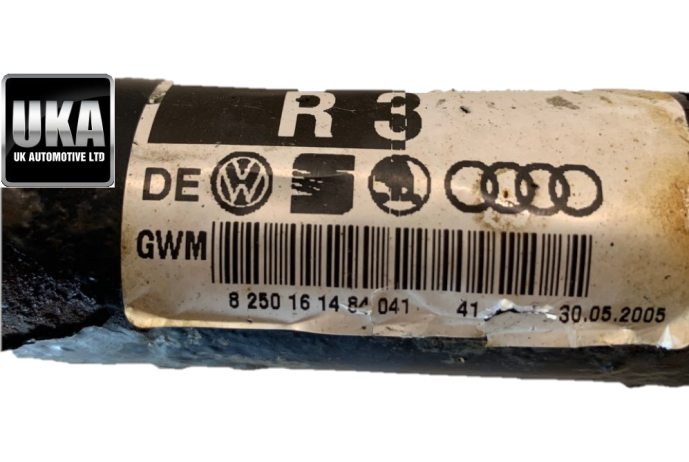 UKA
UK AUTOMOTIVE LTD
R 3
DE
GWM
8 250 16 14 84 041 41 30.05.2005